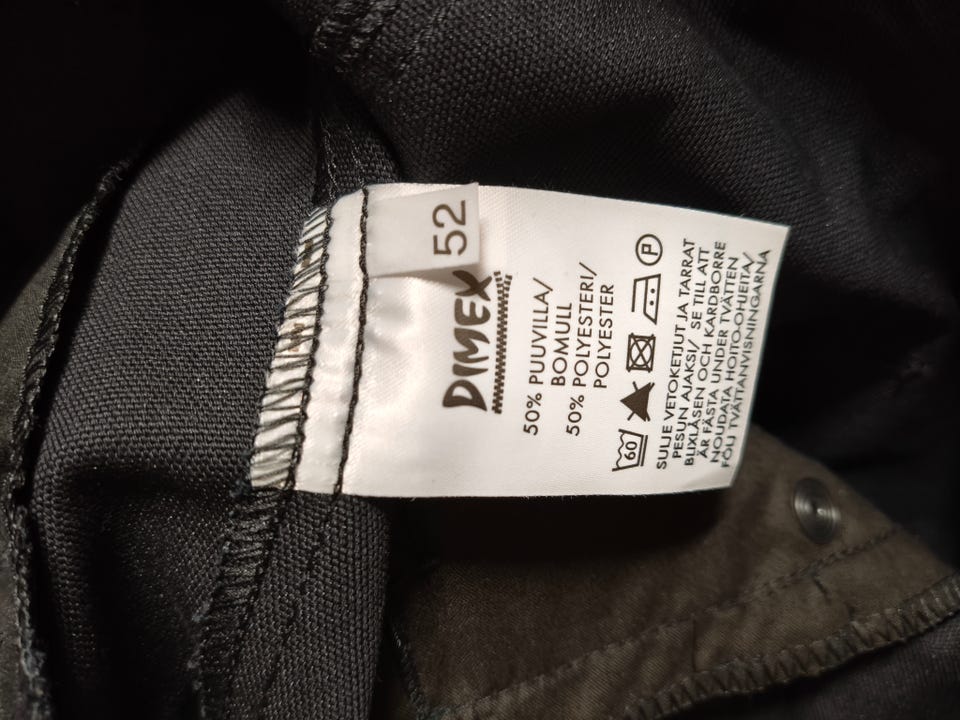 52
DIMEX
50% PUUVILLA/
BOMULL
50% POLYESTERI/
POLYESTER
60 P
SULJE VETOKETJUT JA TARRAT
PESUN AJAKSI/ SE TILL ATT
BLIXLÅSEN OCH KARDBORRE
ÄR FÄSTA UNDER TVÄTTEN
NOUDATA HOITO-OHJEITA/
FÖLJ TVÄTTANVISNINGARNA